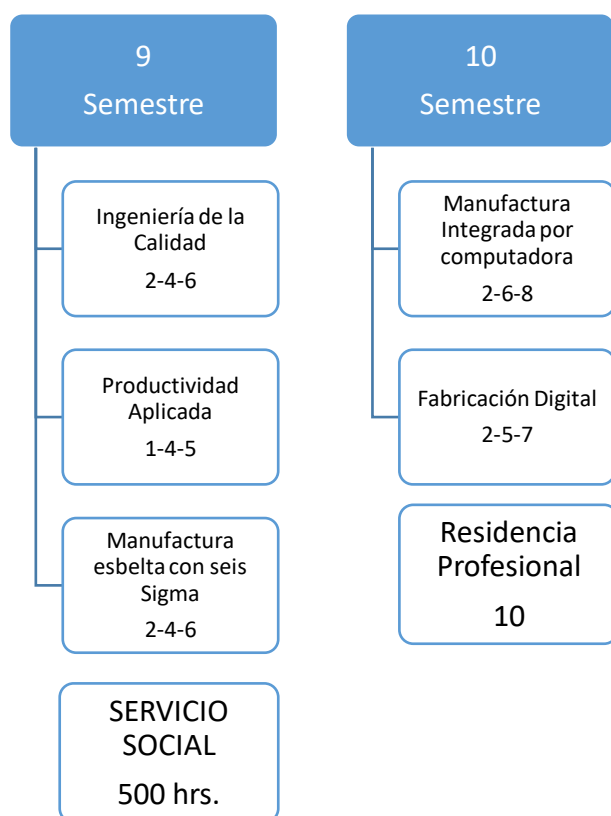 9
Semestre
Ingeniería de la
Calidad
2-4-6
Productividad
Aplicada
1-4-5
Manufactura
esbelta con seis
Sigma
2-4-6
SERVICIO
SOCIAL
500 hrs.
10
Semestre
Manufactura
Integrada por
computadora
2-6-8
Fabricación Digital
2-5-7
Residencia
Profesional
10